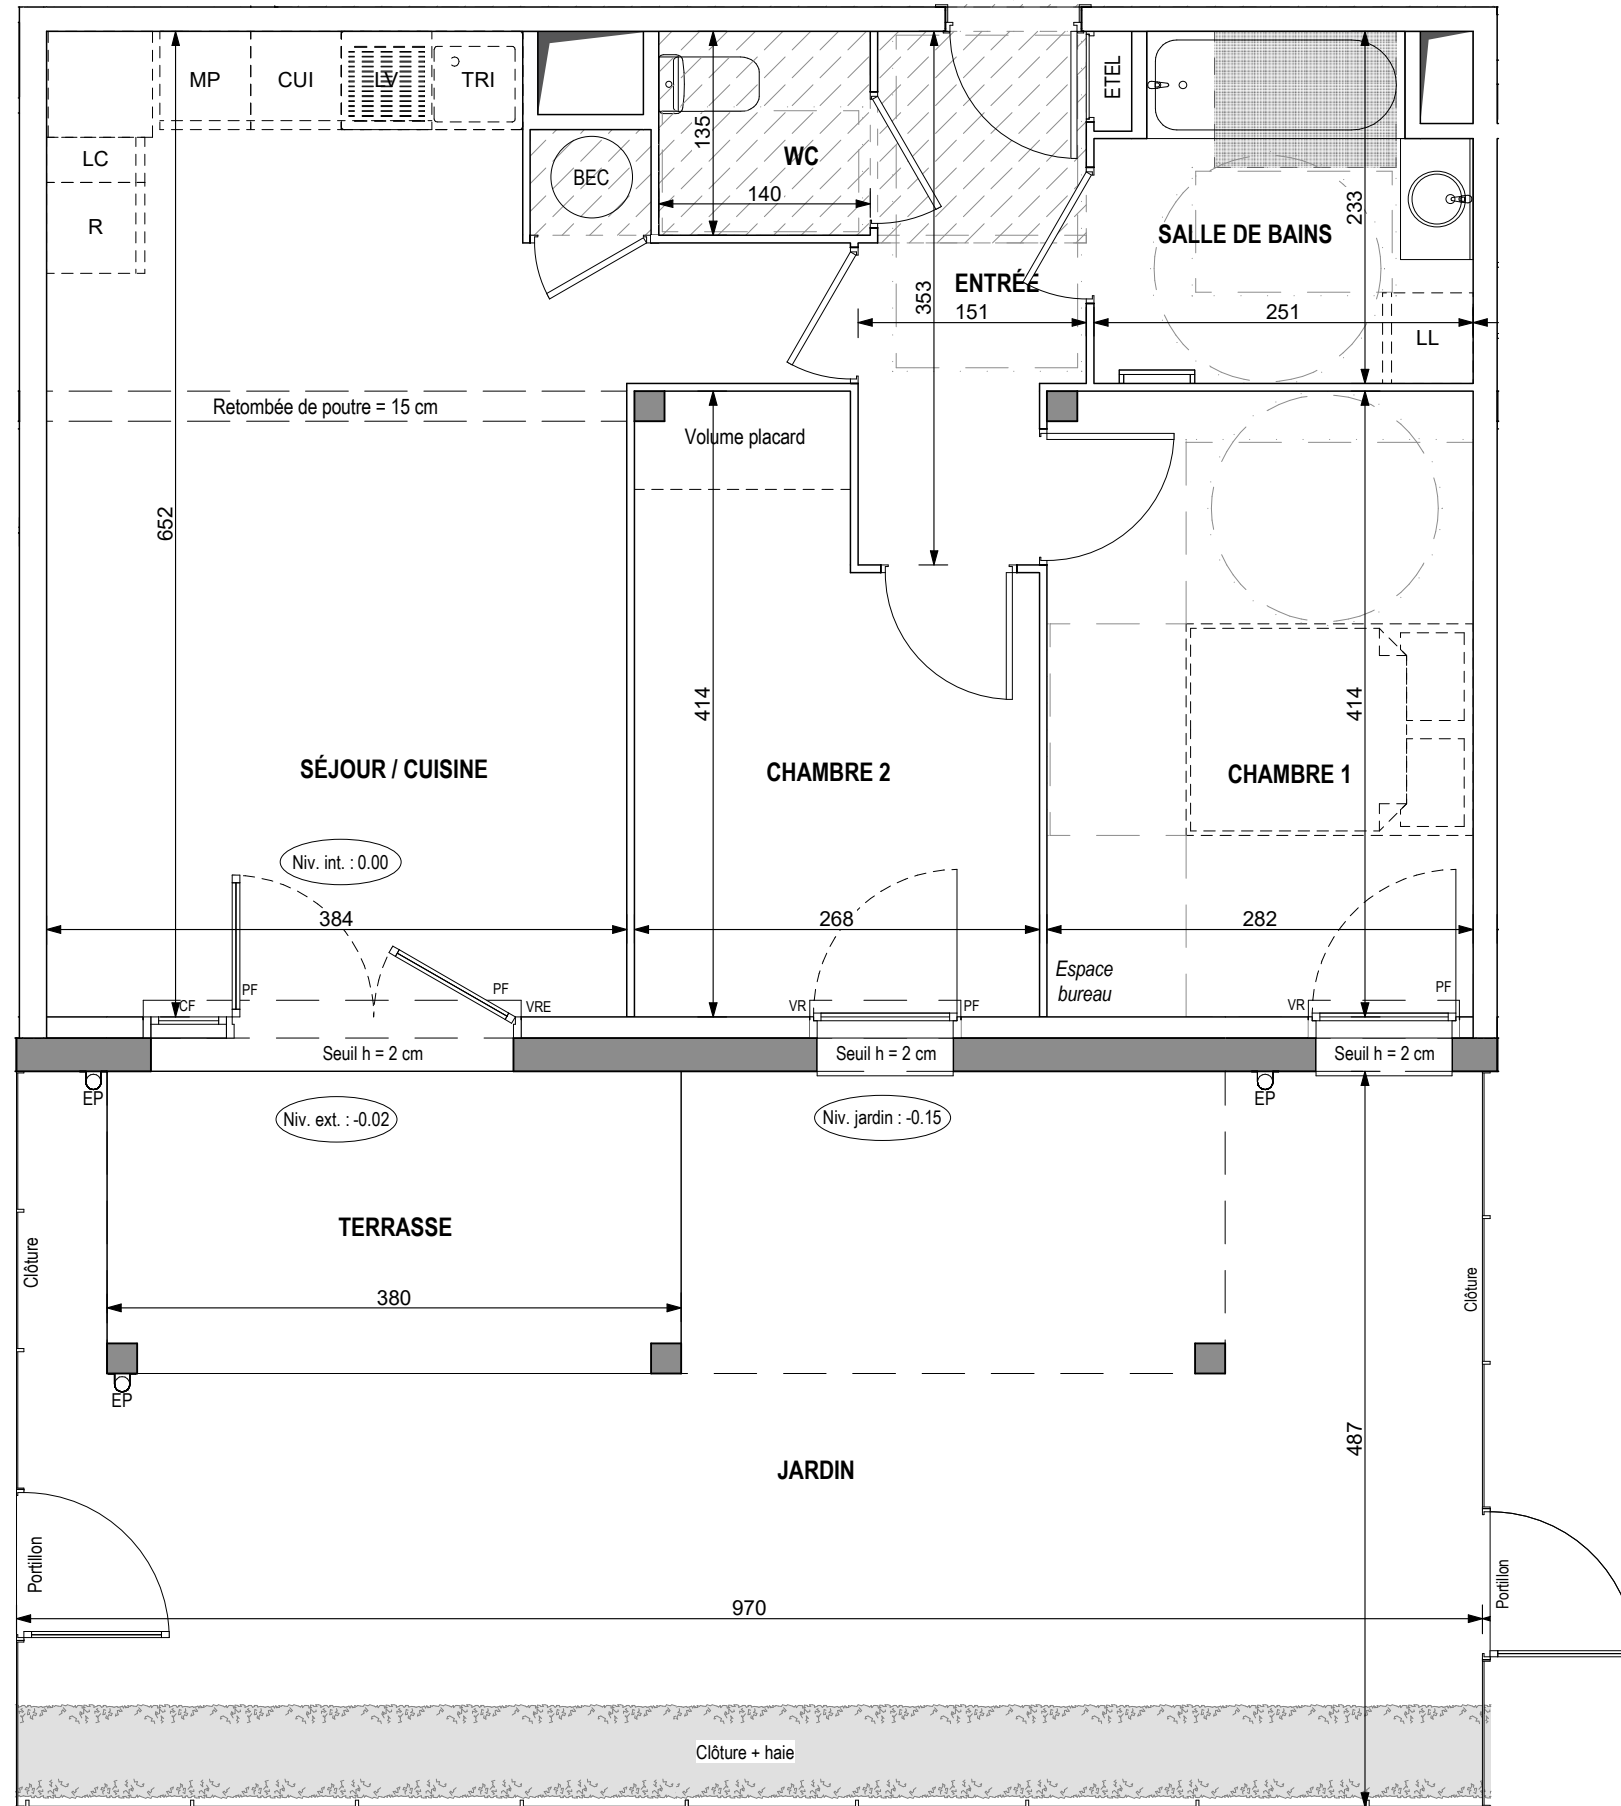 MP
CUI
LV
TRI
ETEL
LC
R
BEC
135
WC
140
233
SALLE DE BAINS
353
ENTRÉE
151
251
LL
Retombée de poutre = 15 cm
Volume placard
652
414
414
SÉJOUR / CUISINE
CHAMBRE 2
CHAMBRE 1
Niv. int. : 0.00
384
268
282
Espace
bureau
CF
PF
PF
VRE
VR
PF
VR
PF
Seuil h = 2 cm
Seuil h = 2 cm
Seuil h = 2 cm
EP
EP
Niv. ext. : -0.02
Niv. jardin : -0.15
Clôture
TERRASSE
Clôture
380
EP
487
JARDIN
Portillon
Portillon
970
Clôture + haie